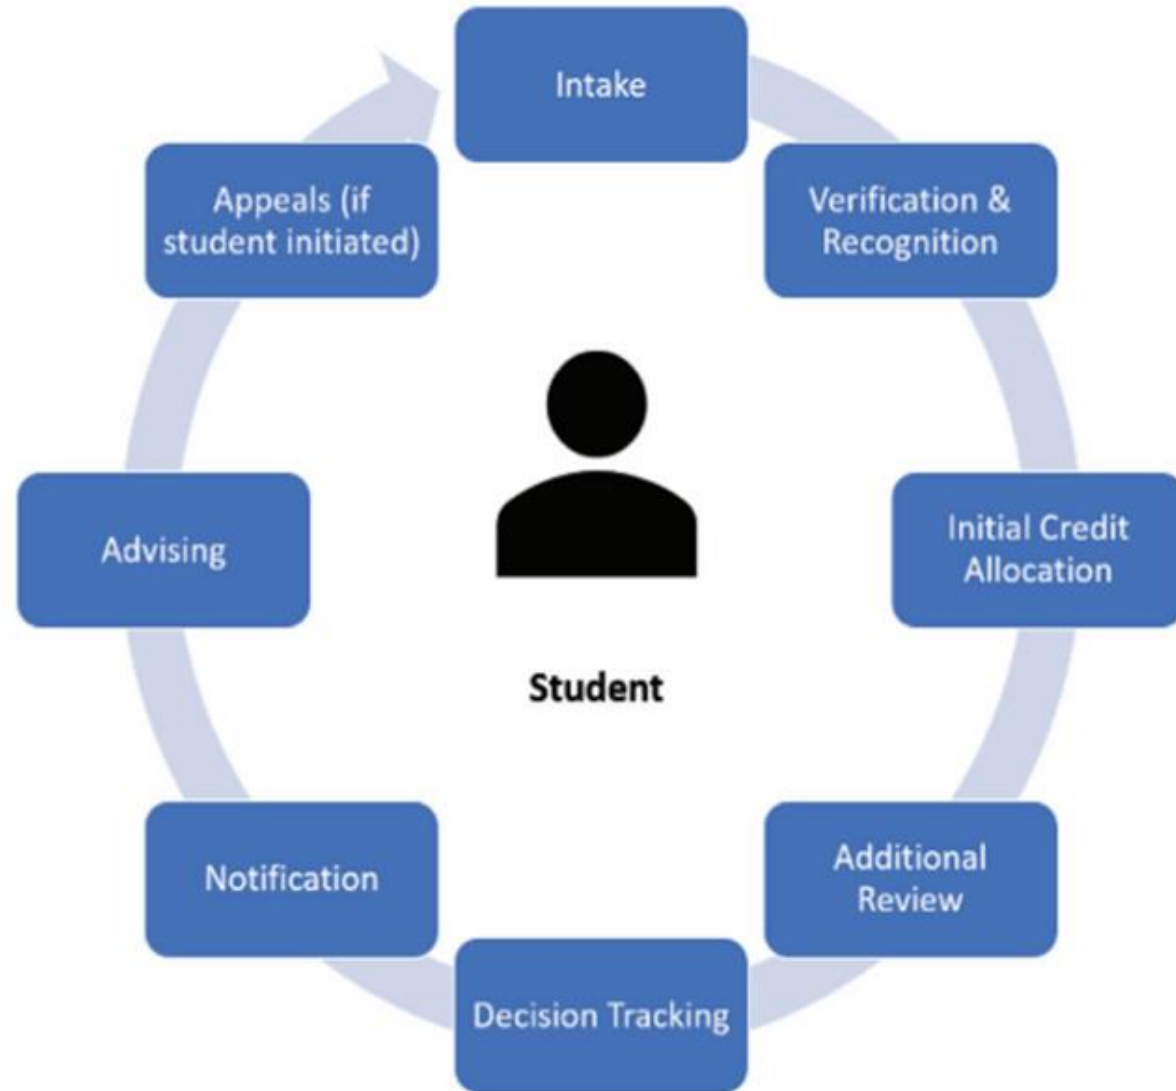 Intake
Verification &
Recognition
Initial Credit
Allocation
Additional
Review
Decision Tracking
Notification
Advising
Appeals (if
student initiated)
Student